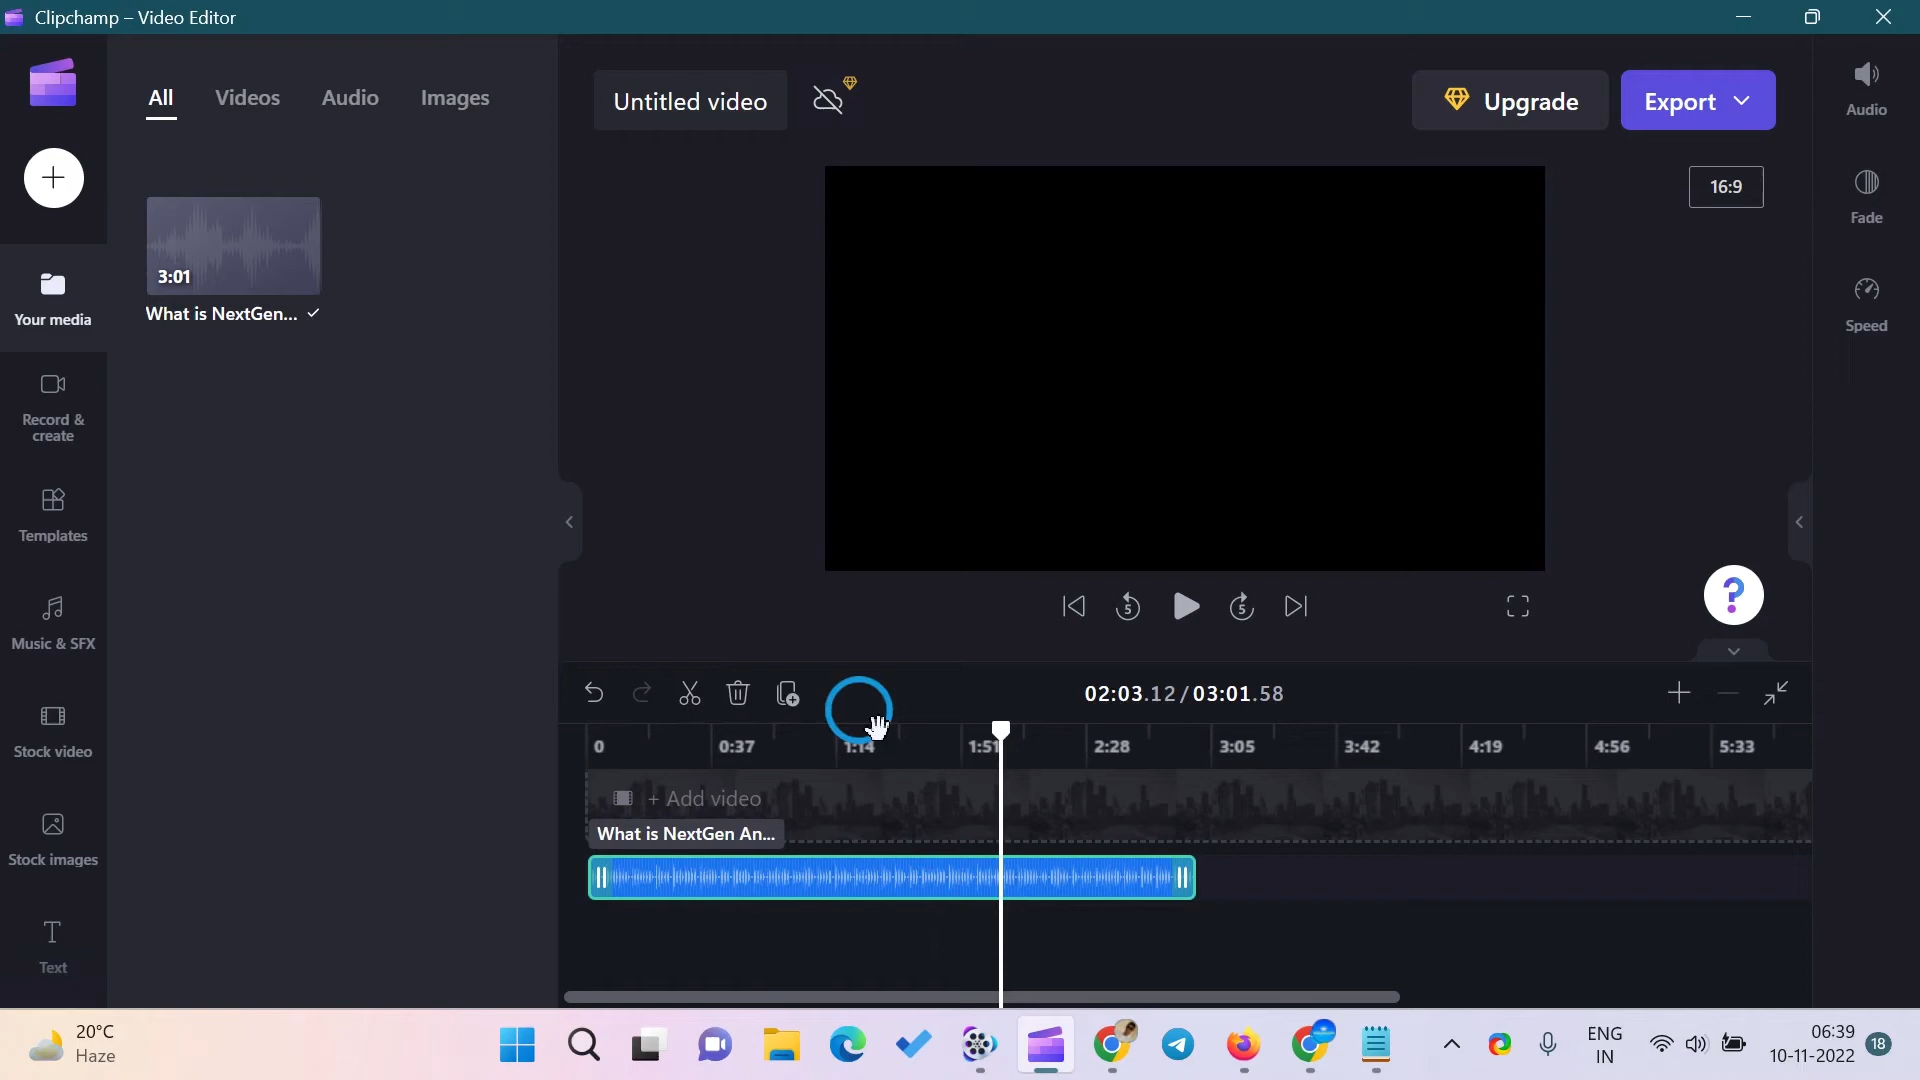 Clipchamp – Video Editor
All
Videos
Audio
Images
Untitled video
Upgrade
Export
Audio
16:9
Fade
3:01
What is NextGen...
Your media
Speed
Record &
create
Templates
Music & SFX
5
5
?
Stock video
02:03.12/03:01.58
0
0:37
1:14
1:51
2:28
3:05
3:42
4:19
4:56
5:33
+ Add video
What is NextGen An...
Stock images
T
Text
20°C
Haze
ENG
IN
06:39
10-11-2022
18